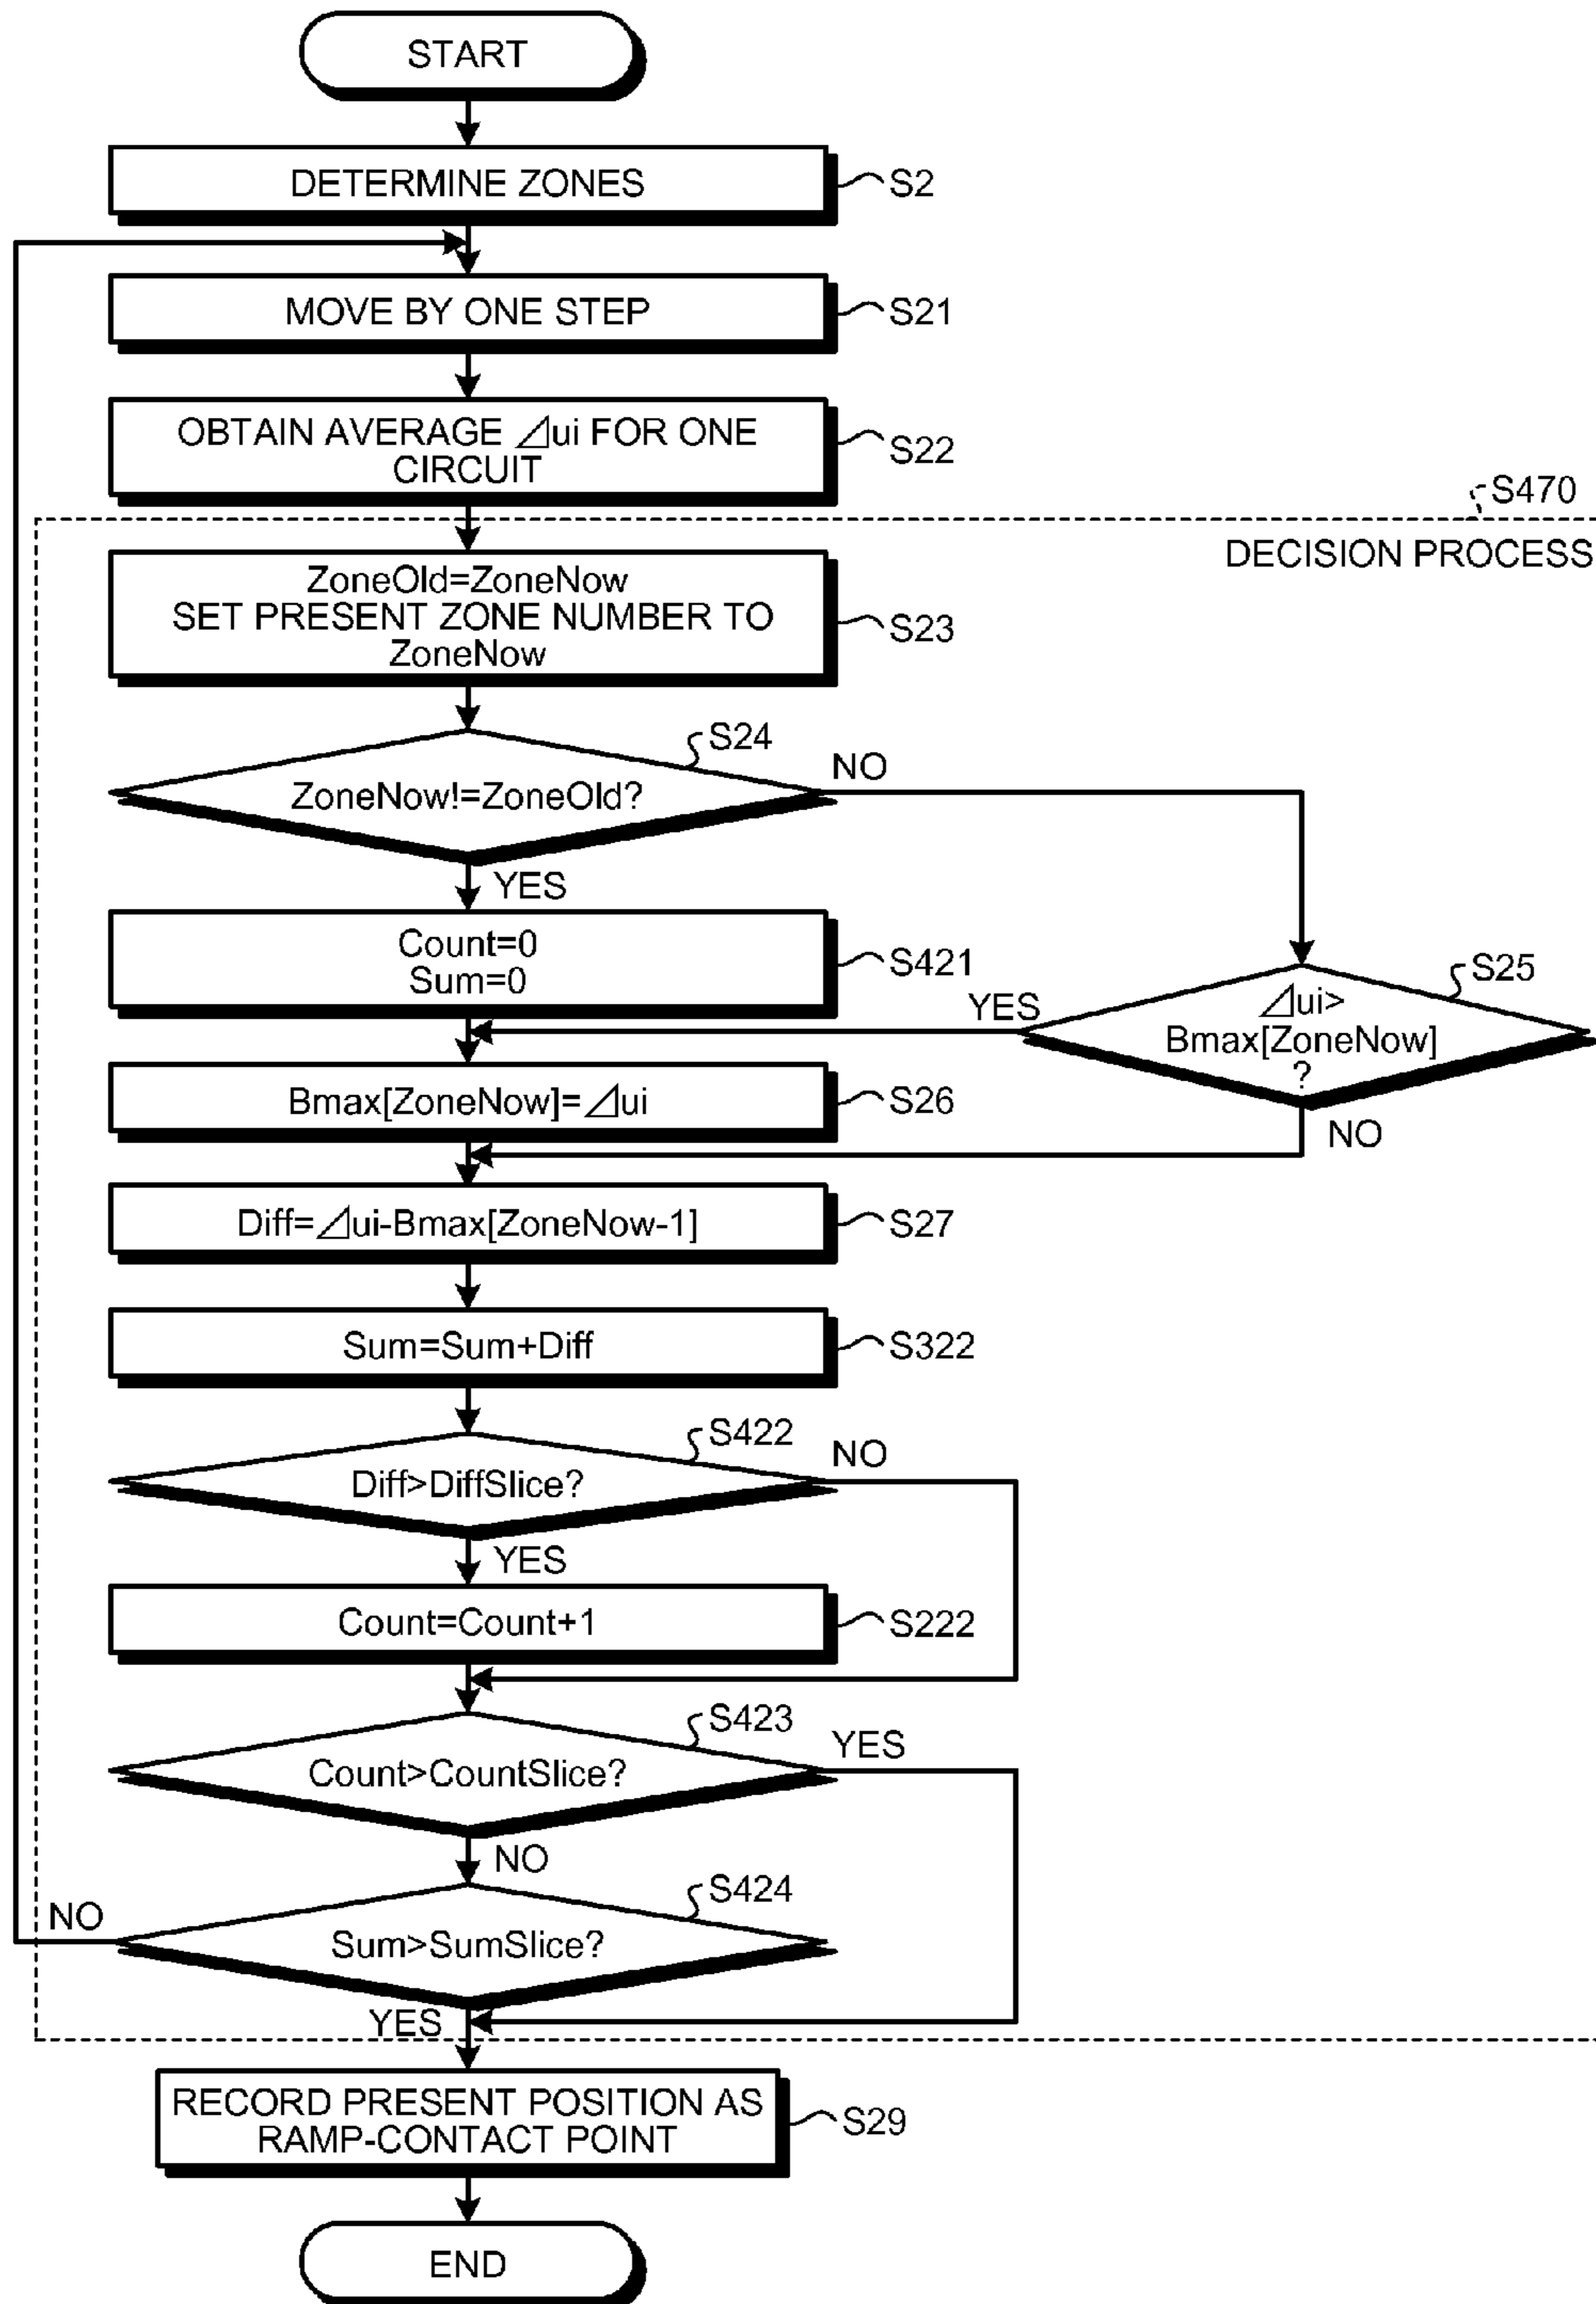 START
DETERMINE ZONES
S2
MOVE BY ONE STEP
S21
OBTAIN AVERAGE ⊿ui FOR ONE
CIRCUIT
S22
S470
DECISION PROCESS
ZoneOld=ZoneNow
SET PRESENT ZONE NUMBER TO
ZoneNow
S23
S24
ZoneNow!=ZoneOld?
NO
YES
Count=0
Sum=0
S421
S25
⊿ui>
Bmax[ZoneNow]
?
YES
NO
Bmax[ZoneNow]=⊿ui
S26
Diff=⊿ui-Bmax[ZoneNow-1]
S27
Sum=Sum+Diff
S322
S422
Diff>DiffSlice?
NO
YES
Count=Count+1
S222
S423
Count>CountSlice?
YES
NO
S424
Sum>SumSlice?
NO
YES
RECORD PRESENT POSITION AS
RAMP-CONTACT POINT
S29
END